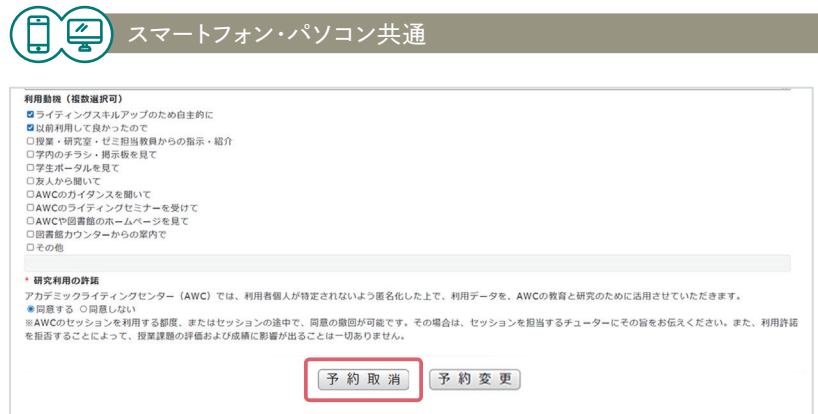 スマートフォン・パソコン共通
利用動機（複数選択可）
ライティングスキルアップのため自主的に
以前利用して良かったので
授業・研究室・ゼミ担当教員からの指示・紹介
学内のチラシ・掲示板を見て
学生ポータルを見て
友人から聞いて
AWCのガイダンスを聞いて
AWCのライティングセミナーを受けて
AWCや図書館のホームページを見て
図書館カウンターからの案内で
その他
* 研究利用の許諾
アカデミックライティングセンター（AWC）では、利用者個人が特定されないよう匿名化した上で、利用データを、AWCの教育と研究のために活用させていただきます。
同意する 同意しない
※AWCのセッションを利用する都度、またはセッションの途中で、同意の撤回が可能です。その場合は、セッションを担当するチューターにその旨をお伝えください。また、利用許諾
を拒否することによって、授業課題の評価および成績に影響が出ることは一切ありません。
予約取消 予約変更